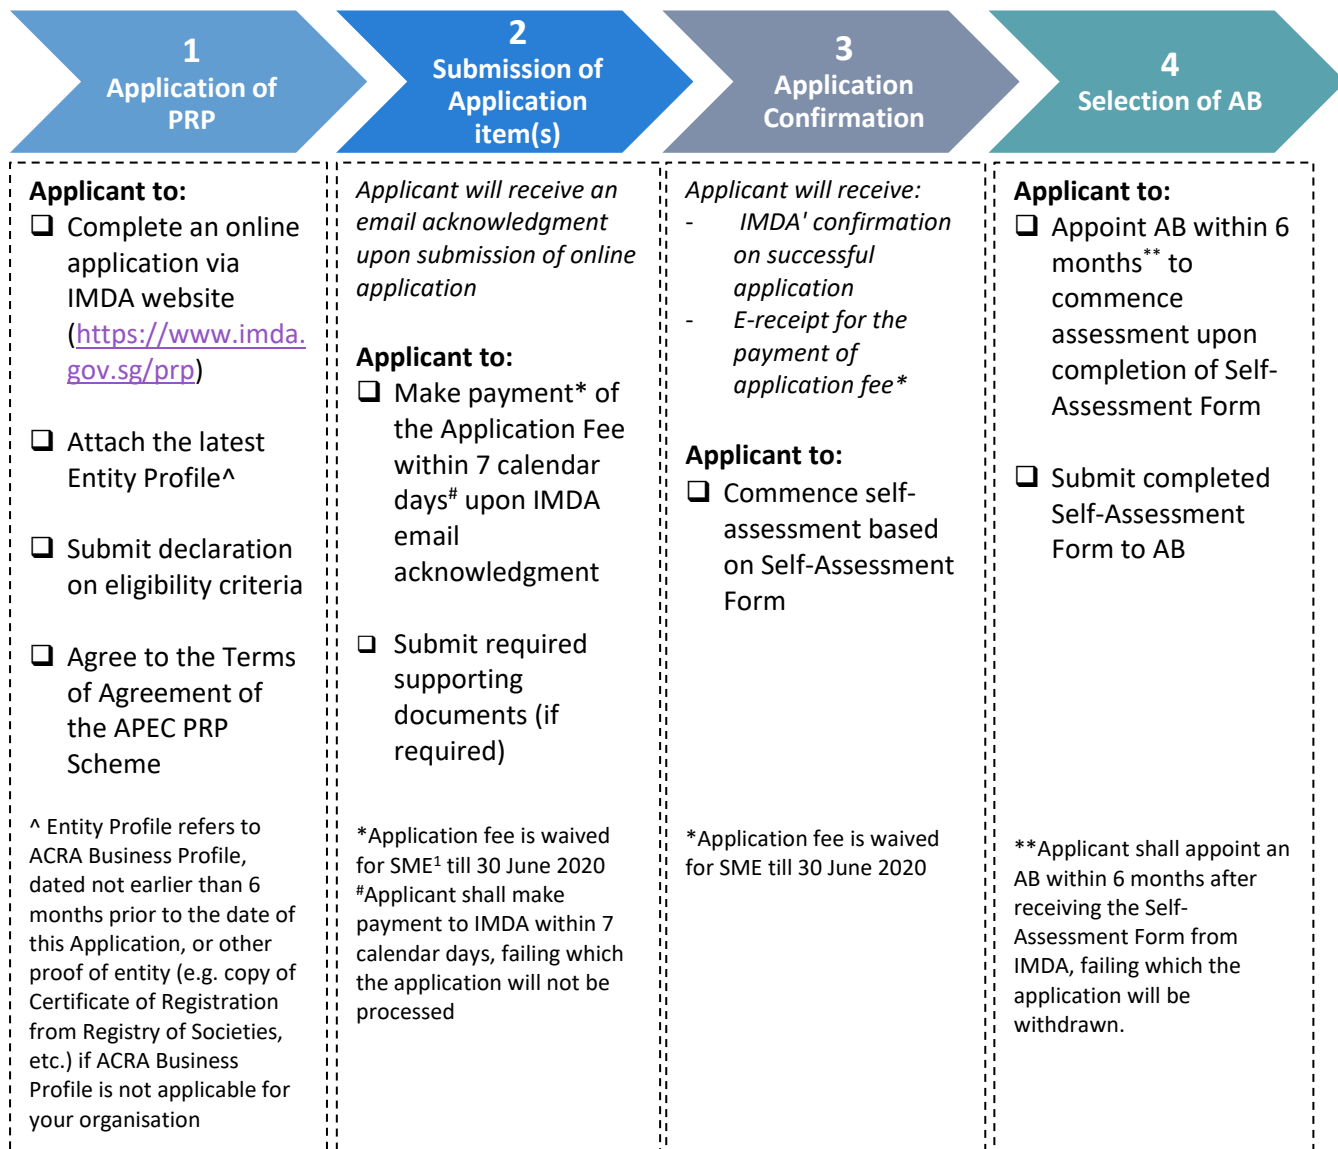 1
Application of
PRP
2
Submission of
Application
item(s)
3
Application
Confirmation
4
Selection of AB
Applicant to:
❑ Complete an online
application via
IMDA website
(https://www.imda.
gov.sg/prp)
❑ Attach the latest
Entity Profile^
❑ Submit declaration
on eligibility criteria
❑ Agree to the Terms
of Agreement of
the APEC PRP
Scheme
^ Entity Profile refers to
ACRA Business Profile,
dated not earlier than 6
months prior to the date of
this Application, or other
proof of entity (e.g. copy of
Certificate of Registration
from Registry of Societies,
etc.) if ACRA Business
Profile is not applicable for
your organisation
Applicant will receive an
email acknowledgment
upon submission of online
application
Applicant to:
❑ Make payment* of
the Application Fee
within 7 calendar
days# upon IMDA
email
acknowledgment
❑ Submit required
supporting
documents (if
required)
*Application fee is waived
for SME1 till 30 June 2020
#Applicant shall make
payment to IMDA within 7
calendar days, failing which
the application will not be
processed
Applicant will receive:
- IMDA' confirmation
on successful
application
- E-receipt for the
payment of
application fee*
Applicant to:
❑ Commence self-
assessment based
on Self-Assessment
Form
*Application fee is waived
for SME till 30 June 2020
Applicant to:
❑ Appoint AB within 6
months** to
commence
assessment upon
completion of Self-
Assessment Form
❑ Submit completed
Self-Assessment
Form to AB
**Applicant shall appoint an
AB within 6 months after
receiving the Self-
Assessment Form from
IMDA, failing which the
application will be
withdrawn.